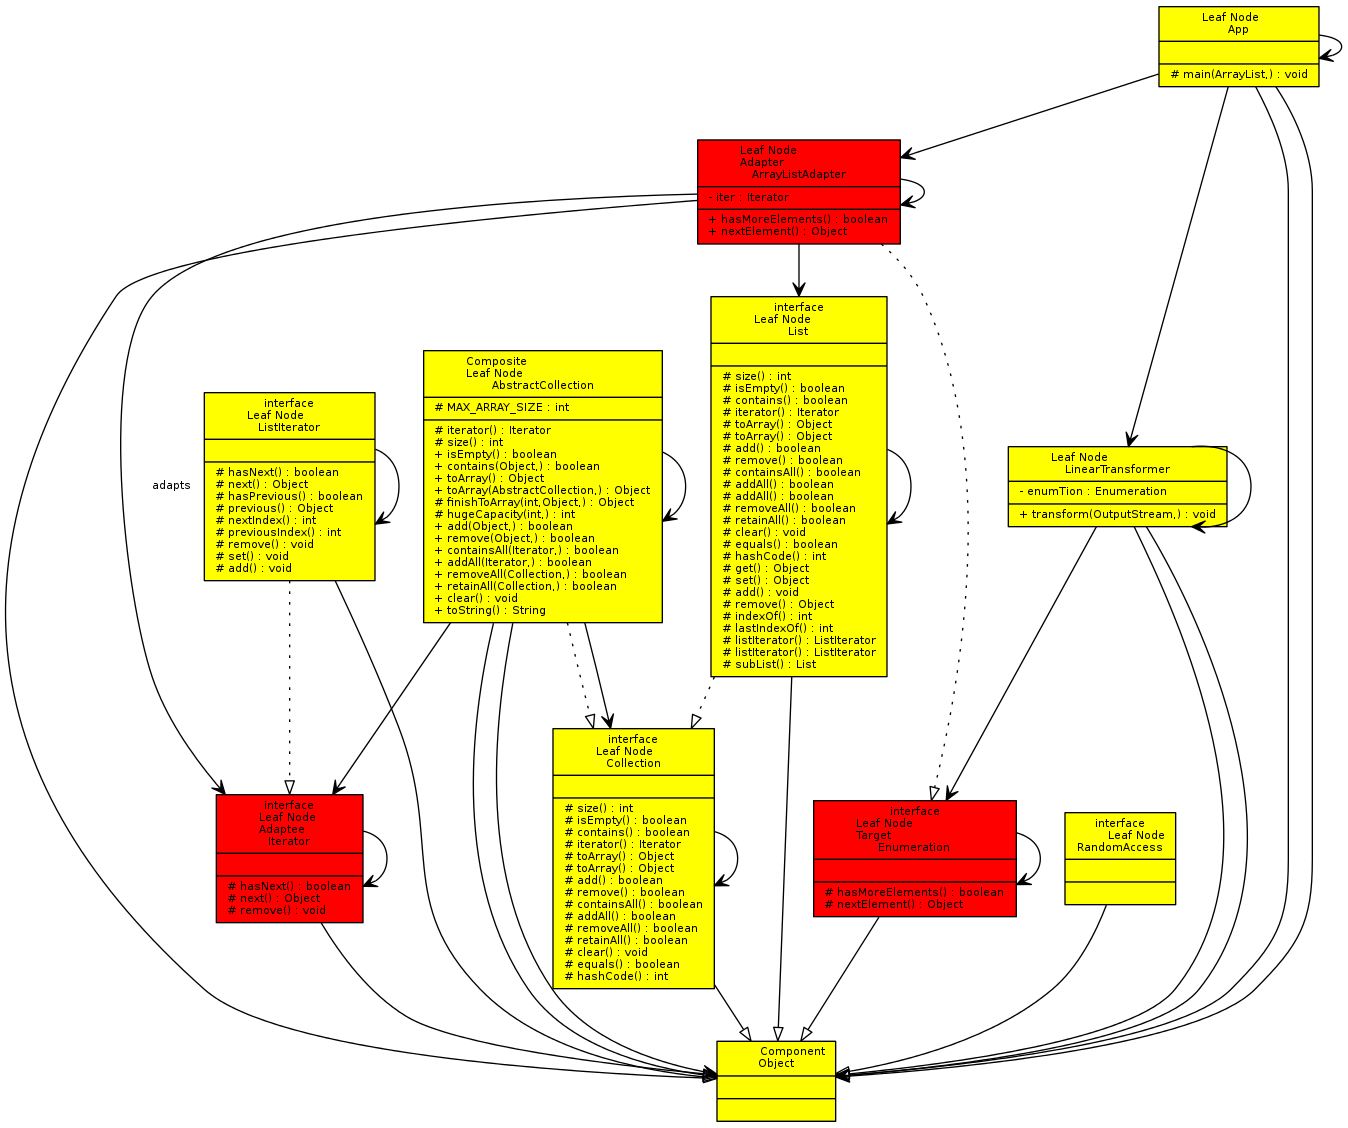 Leaf Node
App
# main(ArrayList,) : void
Leaf Node
Adapter
ArrayListAdapter
- iter : Iterator
+ hasMoreElements() : boolean
+ nextElement() : Object
interface
Leaf Node
List
# size() : int
# isEmpty() : boolean
# contains() : boolean
# iterator() : Iterator
# toArray() : Object
# toArray() : Object
# add() : boolean
# remove() : boolean
# containsAll() : boolean
# addAll() : boolean
# addAll() : boolean
# removeAll() : boolean
# retainAll() : boolean
# clear() : void
# equals() : boolean
# hashCode() : int
# get() : Object
# set() : Object
# add() : void
# remove() : Object
# indexOf() : int
# lastIndexOf() : int
# listIterator() : ListIterator
# listIterator() : ListIterator
# subList() : List
Composite
Leaf Node
AbstractCollection
# MAX_ARRAY_SIZE : int
# iterator() : Iterator
# size() : int
+ isEmpty() : boolean
+ contains(Object,) : boolean
+ toArray() : Object
+ toArray(AbstractCollection,) : Object
# finishToArray(int,Object,) : Object
# hugeCapacity(int,) : int
+ add(Object,) : boolean
+ remove(Object,) : boolean
+ containsAll(Iterator,) : boolean
+ addAll(Iterator,) : boolean
+ removeAll(Collection,) : boolean
+ retainAll(Collection,) : boolean
+ clear() : void
+ toString() : String
interface
Leaf Node
ListIterator
# hasNext() : boolean
# next() : Object
# hasPrevious() : boolean
# previous() : Object
# nextIndex() : int
# previousIndex() : int
# remove() : void
# set() : void
# add() : void
adapts
Leaf Node
LinearTransformer
- enumTion : Enumeration
+ transform(OutputStream,) : void
interface
Leaf Node
Collection
# size() : int
# isEmpty() : boolean
# contains() : boolean
# iterator() : Iterator
# toArray() : Object
# toArray() : Object
# add() : boolean
# remove() : boolean
# containsAll() : boolean
# addAll() : boolean
# removeAll() : boolean
# retainAll() : boolean
# clear() : void
# equals() : boolean
# hashCode() : int
interface
Leaf Node
Adaptee
Iterator
# hasNext() : boolean
# next() : Object
# remove() : void
interface
Leaf Node
Target
Enumeration
# hasMoreElements() : boolean
# nextElement() : Object
interface
Leaf Node
RandomAccess
Component
Object